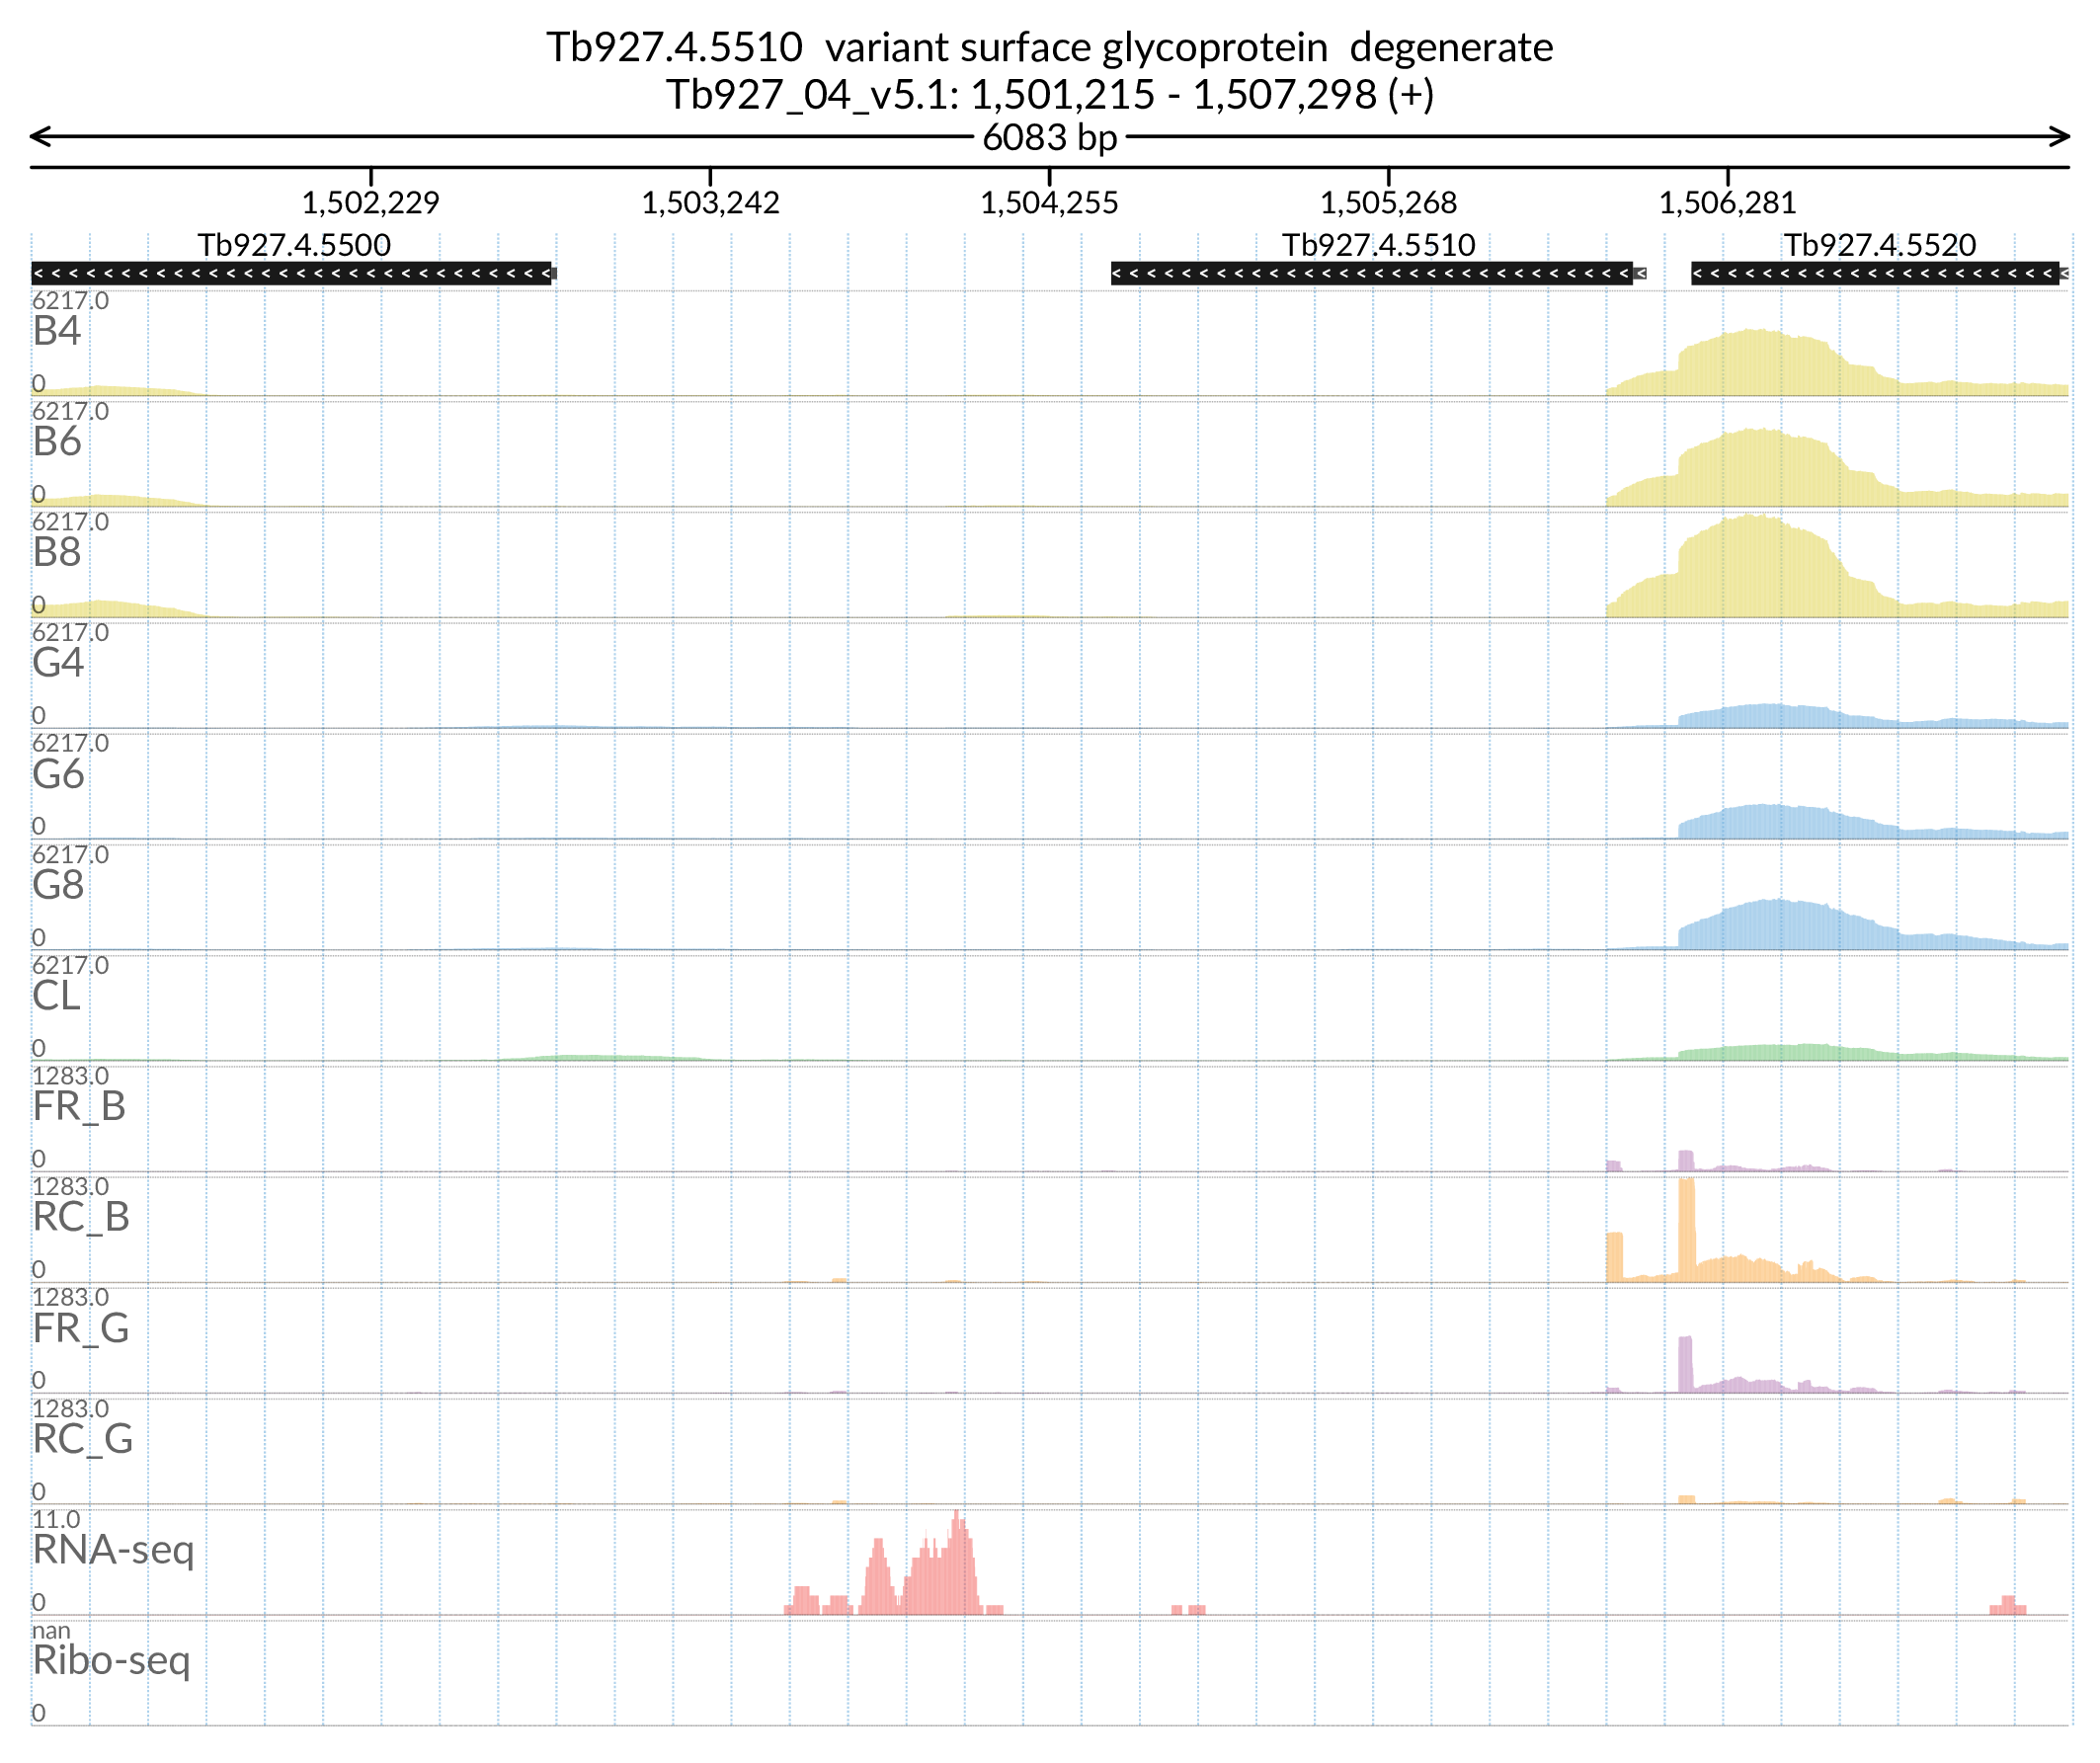 Tb927.4.5510  variant surface glycoprotein  degenerate
Tb927_04_v5.1: 1,501,215 - 1,507,298 (+)
6083 bp
1,502,229 1,503,242 1,504,255 1,505,268 1,506,281
Tb927.4.5500 Tb927.4.5510 Tb927.4.5520
6217.0
B4
0
6217.0
B6
0
6217.0
B8
0
6217.0
G4
0
6217.0
G6
0
6217.0
G8
0
6217.0
CL
0
1283.0
FR_B
0
1283.0
RC_B
0
1283.0
FR_G
0
1283.0
RC_G
0
11.0
RNA-seq
0
nan
Ribo-seq
0